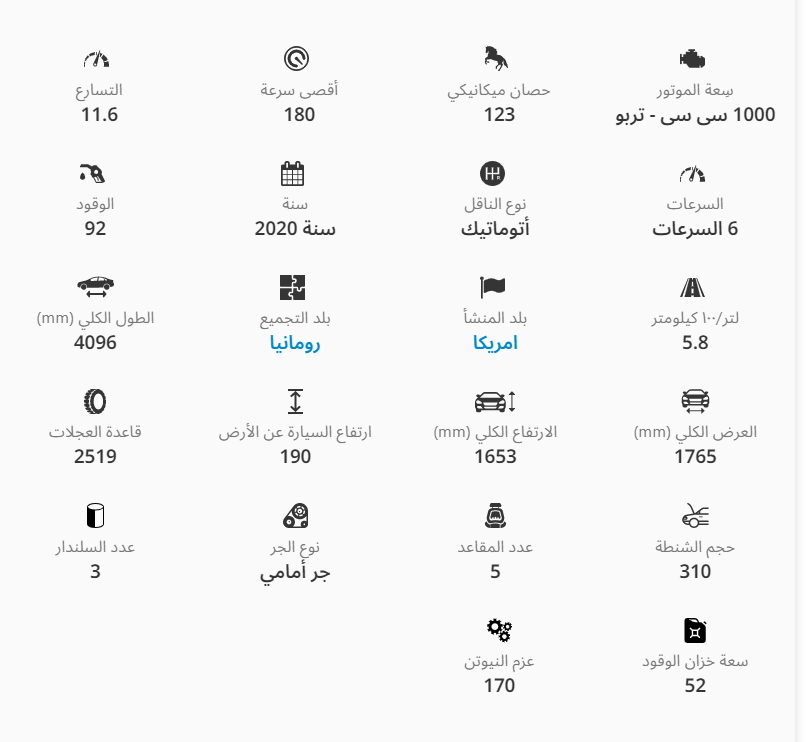 سِعة الموتور
1000 سى سى - تربو
حصان ميكانيكي
123
أقصى سرعة
180
التسارع
11.6
السرعات
6 السرعات
نوع الناقل
أتوماتيك
سنة
سنة 2020
الوقود
92
لتر/١٠٠ كيلومتر
5.8
بلد المنشأ
امريكا
بلد التجميع
رومانيا
الطول الكلي (mm)
4096
العرض الكلي (mm)
1765
الارتفاع الكلي (mm)
1653
ارتفاع السيارة عن الأرض
190
قاعدة العجلات
2519
حجم الشنطة
310
عدد المقاعد
5
نوع الجر
جر أمامي
عدد السلندار
3
سعة خزان الوقود
52
عزم النيوتن
170